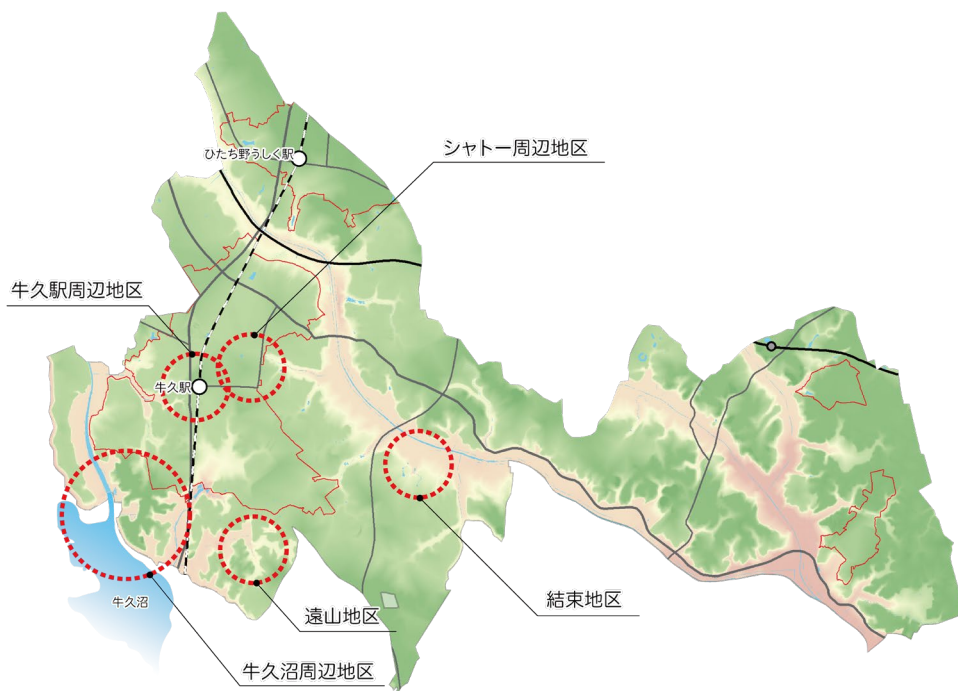 シャトー周辺地区
ひたち野うしく駅
牛久駅周辺地区
牛久駅
牛久沼
結束地区
遠山地区
牛久沼周辺地区